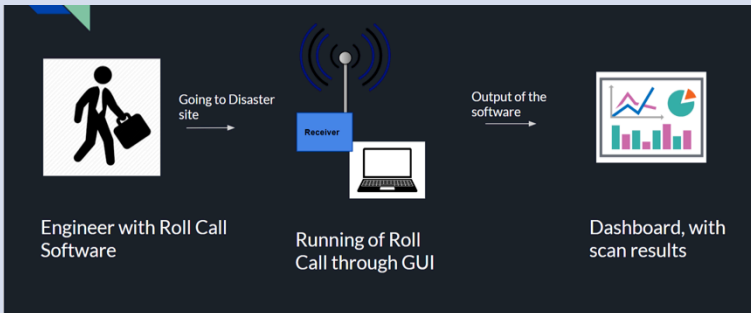 Going to Disaster
site
Receiver
Output of the
software
Engineer with Roll Call
Software
Running of Roll
Call through GUI
Dashboard, with
scan results